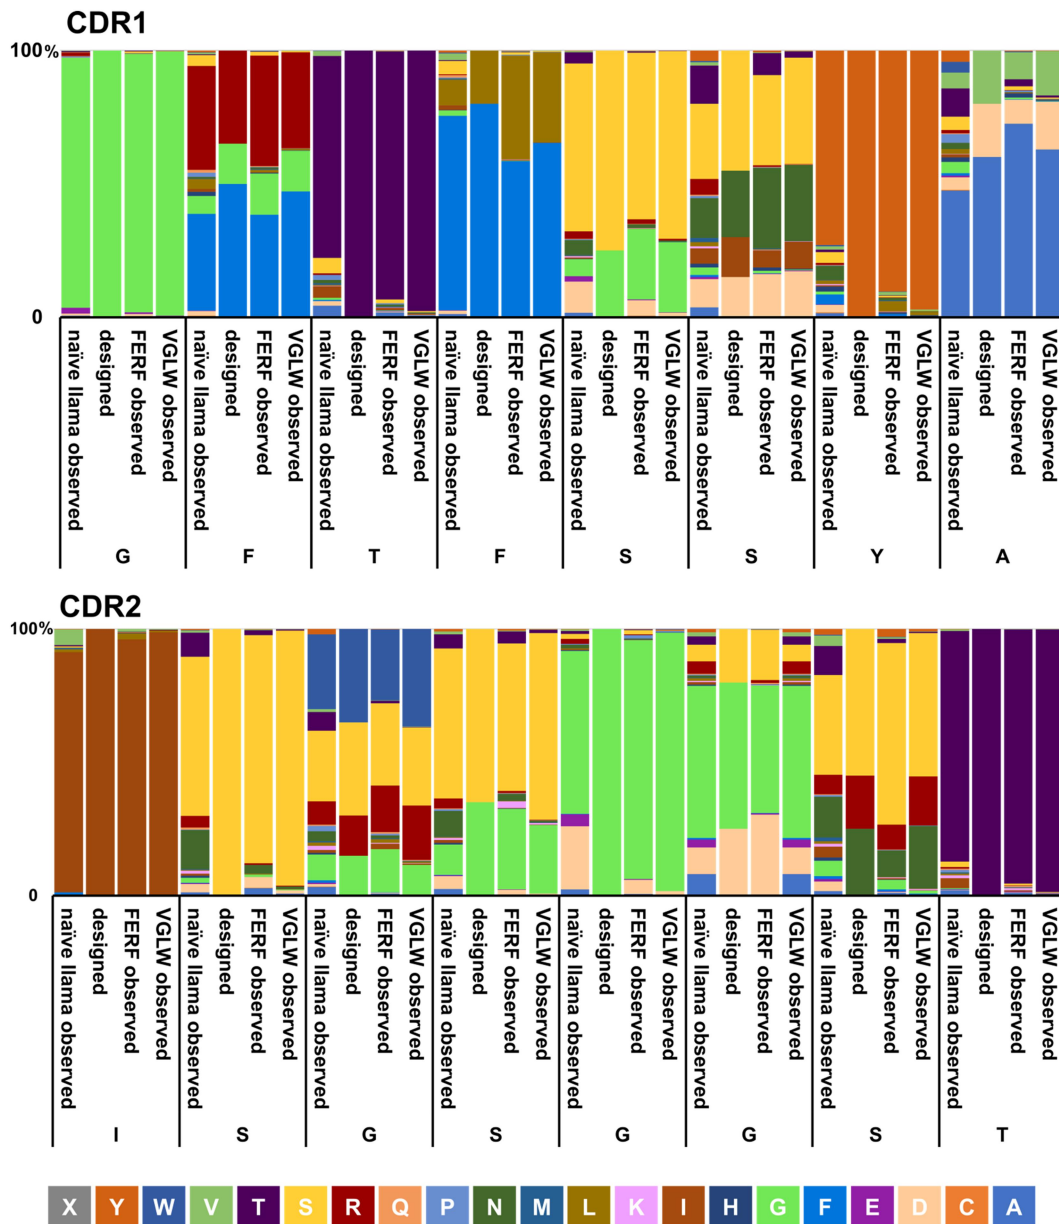 CDR1
100%
0
naïve llama observed
designed
FERF observed
VGLW observed
naïve llama observed
designed
FERF observed
VGLW observed
naïve llama observed
designed
FERF observed
VGLW observed
naïve llama observed
designed
FERF observed
VGLW observed
naïve llama observed
designed
FERF observed
VGLW observed
naïve llama observed
designed
FERF observed
VGLW observed
naïve llama observed
designed
FERF observed
VGLW observed
naïve llama observed
designed
FERF observed
VGLW observed
G F T F S S Y A
CDR2
100%
0
naïve llama observed
designed
FERF observed
VGLW observed
naïve llama observed
designed
FERF observed
VGLW observed
naïve llama observed
designed
FERF observed
VGLW observed
naïve llama observed
designed
FERF observed
VGLW observed
naïve llama observed
designed
FERF observed
VGLW observed
naïve llama observed
designed
FERF observed
VGLW observed
naïve llama observed
designed
FERF observed
VGLW observed
naïve llama observed
designed
FERF observed
VGLW observed
I S G S G G S T
X Y W V T S R Q P N M L K I H G F E D C A